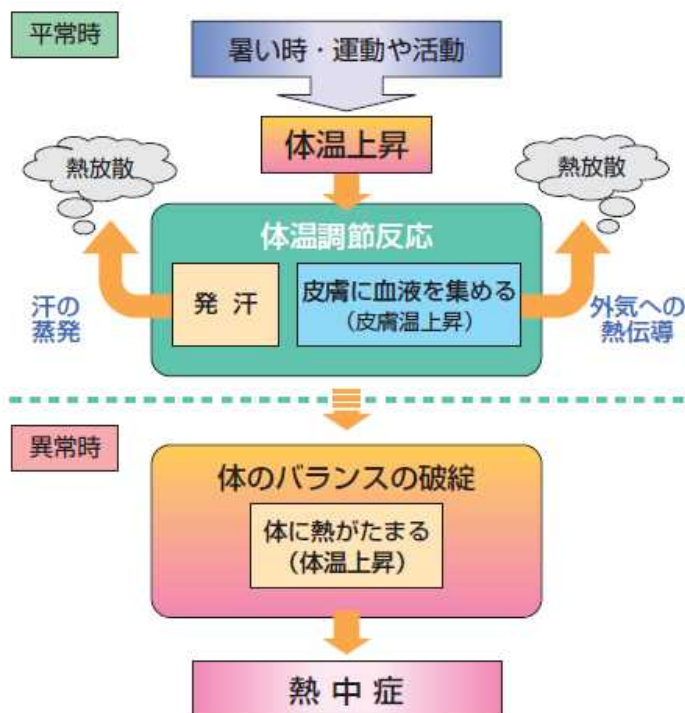 平常時
暑い時・運動や活動
体温上昇
熱放散
熱放散
体温調節反応
発 汗
皮膚に血液を集める
（皮膚温上昇）
汗の
蒸発
外気への
熱伝導
異常時
体のバランスの破綻
体に熱がたまる
（体温上昇）
熱 中 症